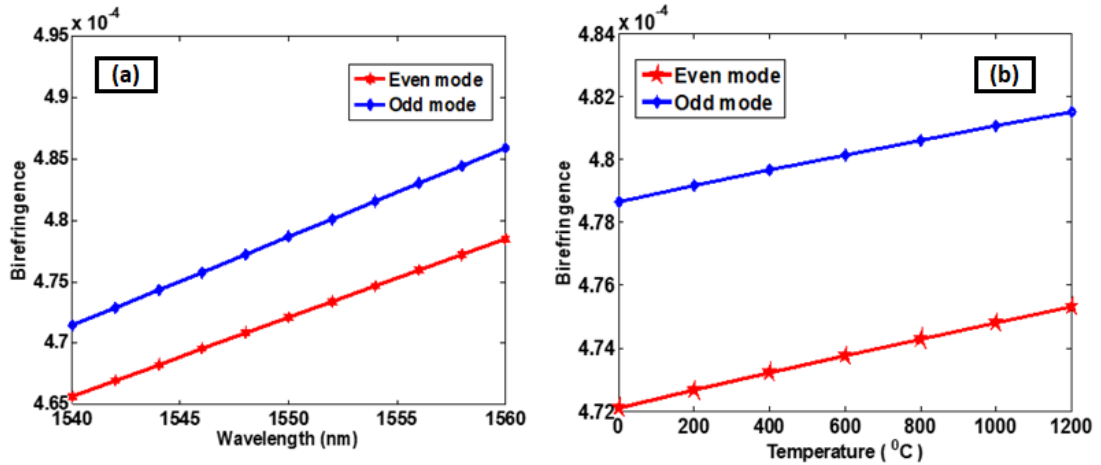 x 10⁻⁴
4.95
4.9
4.85
4.8
4.75
4.7
4.65
Birefringence
(a)
Even mode
Odd mode
1540 1545 1550 1555 1560
Wavelength (nm)
x 10⁻⁴
4.84
4.82
4.8
4.78
4.76
4.74
4.72
Birefringence
Even mode
Odd mode
(b)
0 200 400 600 800 1000 1200
Temperature ( ⁰C)